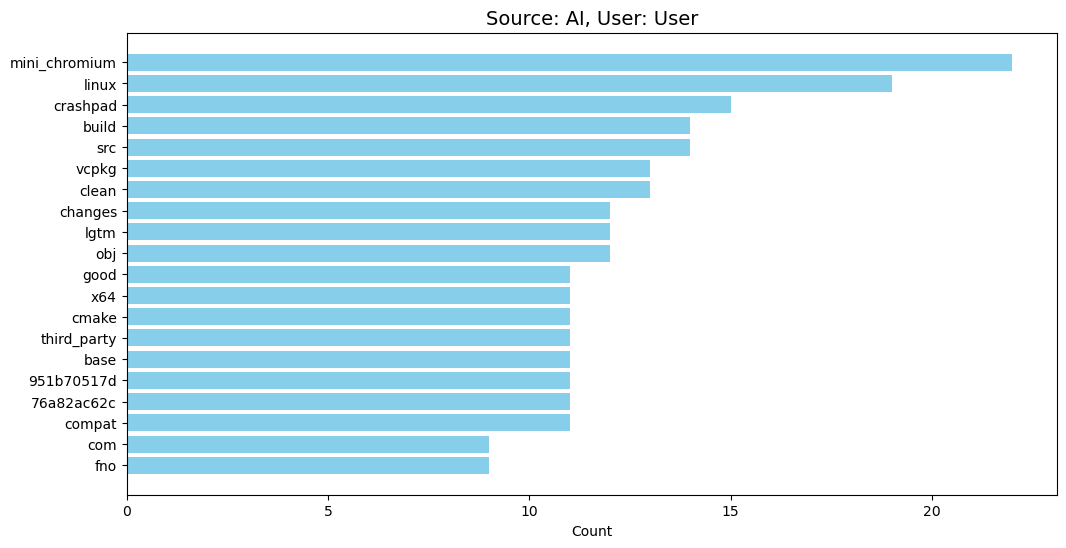 Source: AI, User: User
mini_chromium
linux
crashpad
build
src
vcpkg
clean
changes
lgtm
obj
good
x64
cmake
third_party
base
951b70517d
76a82ac62c
compat
com
fno
0 5 10 15 20
Count